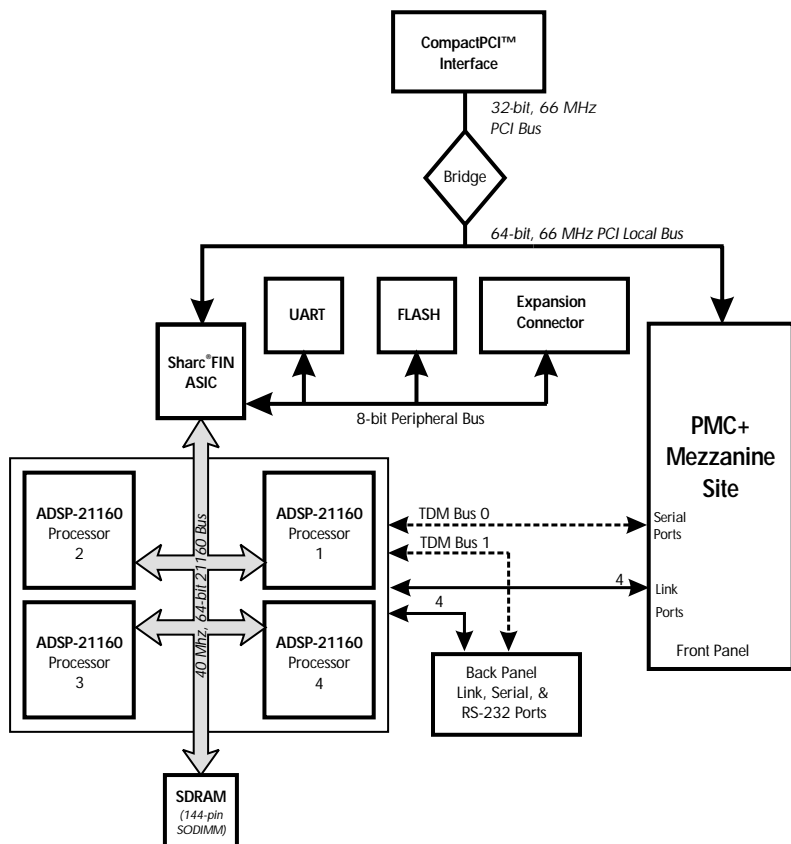 CompactPCI™
Interface
32-bit, 66 MHz
PCI Bus
Bridge
64-bit, 66 MHz PCI Local Bus
UART
FLASH
Expansion
Connector
Sharc®FIN
ASIC
8-bit Peripheral Bus
PMC+
Mezzanine
Site
ADSP-21160
Processor
2
ADSP-21160
Processor
1
TDM Bus 0
Serial
Ports
TDM Bus 1
40 Mhz, 64-bit 21160 Bus
4
Link
Ports
4
ADSP-21160
Processor
3
ADSP-21160
Processor
4
Front Panel
Back Panel
Link, Serial, &
RS-232 Ports
SDRAM
(144-pin
SODIMM)